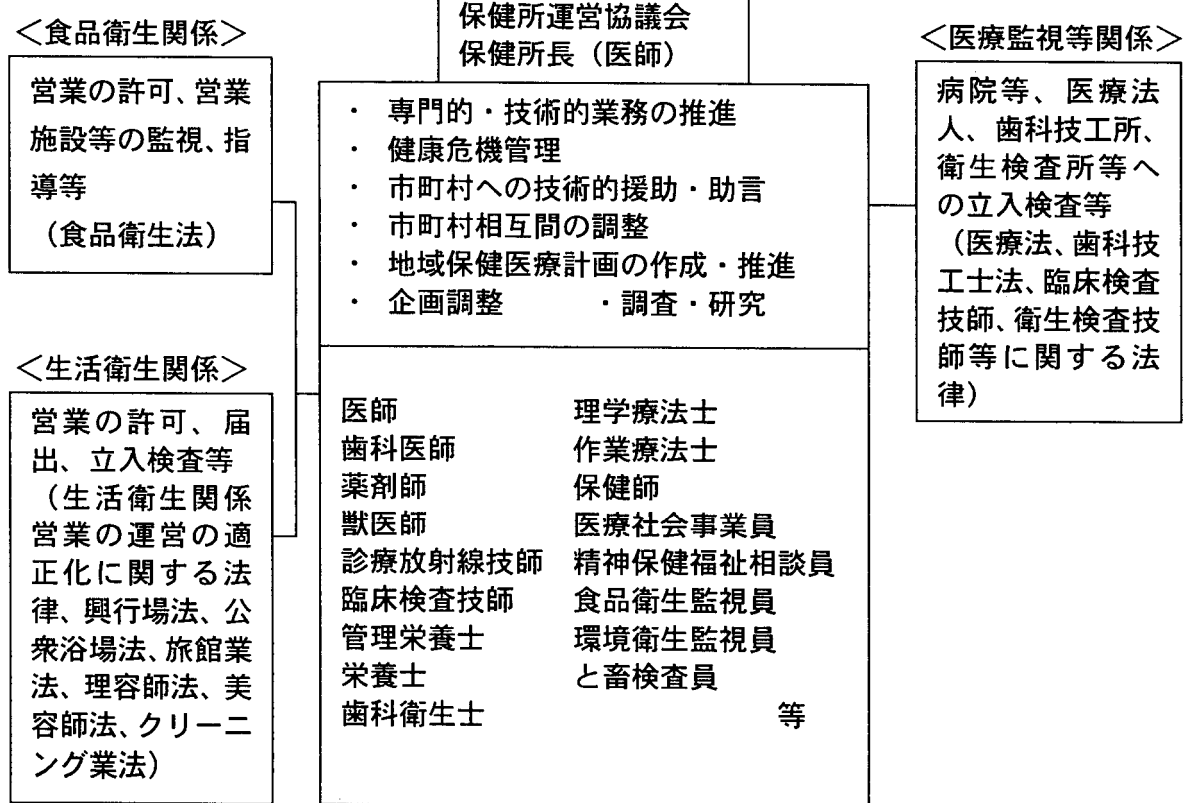 <食品衛生関係>
営業の許可、営業
施設等の監視、指
導等
(食品衛生法)
<生活衛生関係>
営業の許可、届
出、立入検査等
(生活衛生関係
営業の運営の適
正化に関する法
律、興行場法、公
衆浴場法、旅館業
法、理容師法、美
容師法、クリーニ
ング業法)
保健所運営協議会
保健所長(医師)
・ 専門的・技術的業務の推進
・ 健康危機管理
・ 市町村への技術的援助・助言
・ 市町村相互間の調整
・ 地域保健医療計画の作成・推進
・ 企画調整 ・調査・研究
医師 理学療法士
歯科医師 作業療法士
薬剤師 保健師
獣医師 医療社会事業員
診療放射線技師 精神保健福祉相談員
臨床検査技師 食品衛生監視員
管理栄養士 環境衛生監視員
栄養士 と畜検査員
歯科衛生士 等
<医療監視等関係>
病院等、医療法
人、歯科技工所、
衛生検査所等へ
の立入検査等
(医療法、歯科技
工士法、臨床検査
技師、衛生検査技
師等に関する法
律)